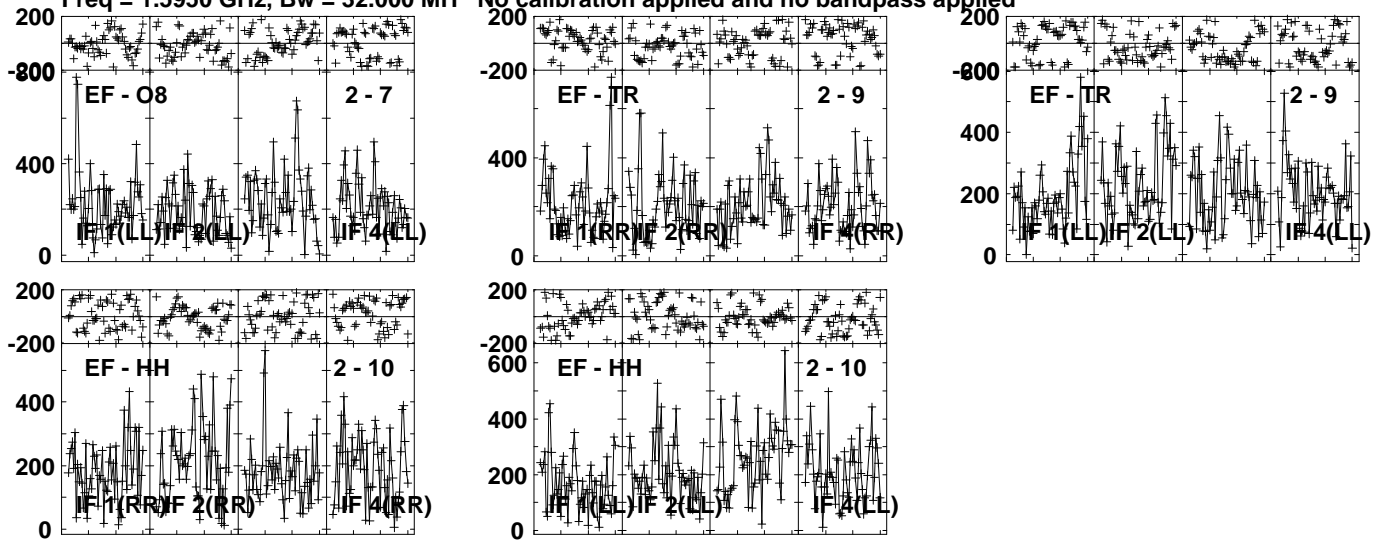 Freq = 1.5950 GHz, Bw = 32.000 MH No calibration applied and no bandpass applied
200
-200
800
EF - O8 2 - 7
400
0
IF 1(LL) IF 2(LL) IF 4(LL)
200
-200
EF - TR 2 - 9
400
0
IF 1(RR) IF 2(RR) IF 4(RR)
200
-200
600
EF - TR 2 - 9
400
200
0
IF 1(LL) IF 2(LL) IF 4(LL)
200
-200
EF - HH 2 - 10
400
200
0
IF 1(RR) IF 2(RR) IF 4(RR)
200
-200
600
EF - HH 2 - 10
400
200
0
IF 1(LL) IF 2(LL) IF 4(LL)